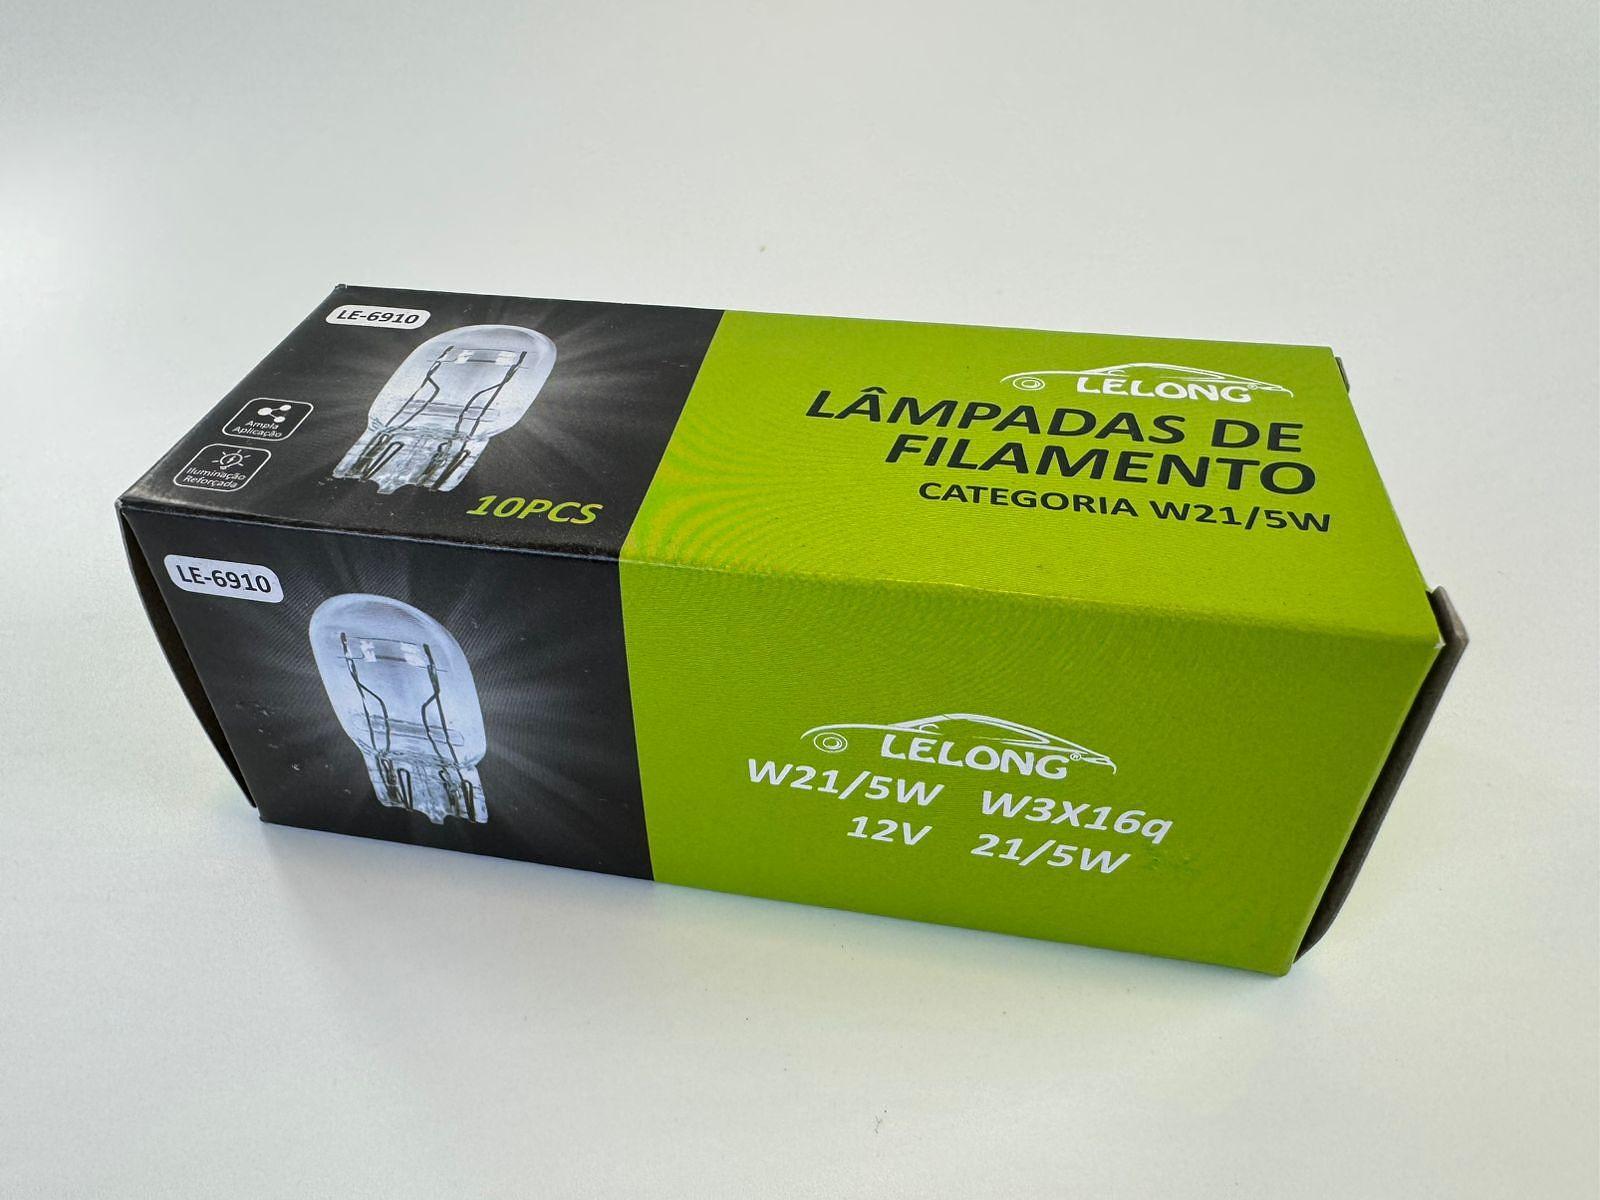 LE-6910
Ampla
Aplicação
Iluminação
Reforçada
10PCS
LELONG®
LÂMPADAS DE
FILAMENTO
CATEGORIA W21/5W
LE-6910
LELONG®
W21/5W W3X16q
12V 21/5W